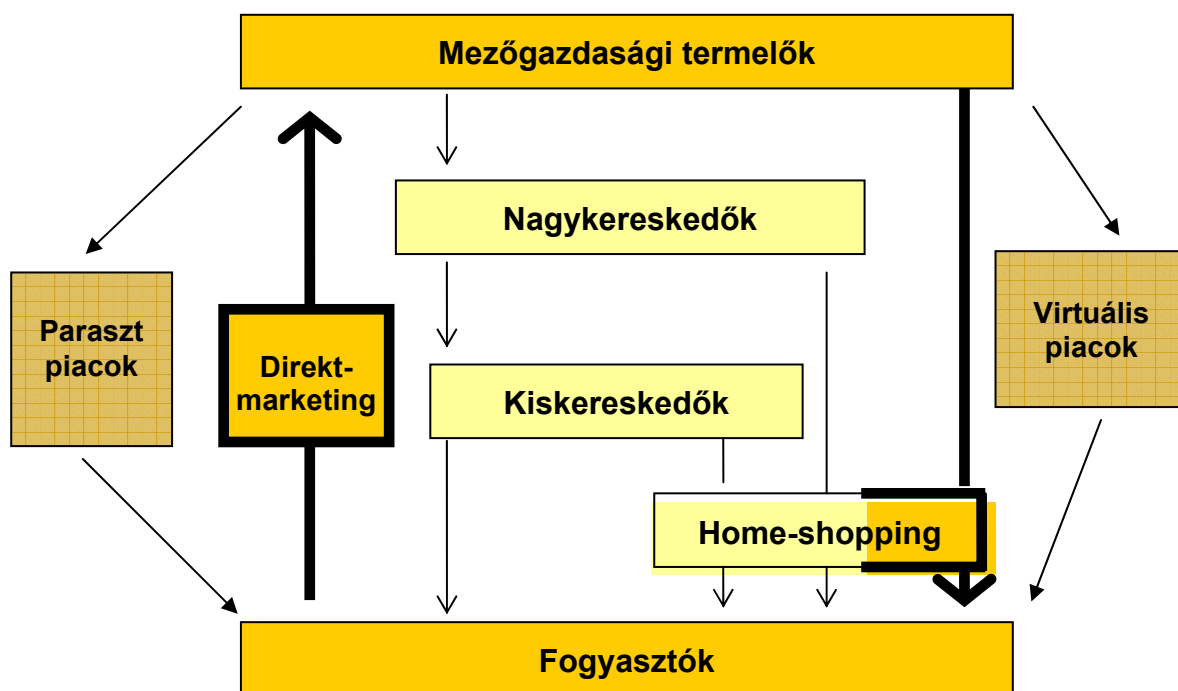 Mezőgazdasági termelők
Nagykereskedők
Paraszt
piacok
Direkt-
marketing
Kiskereskedők
Virtuális
piacok
Home-shopping
Fogyasztók